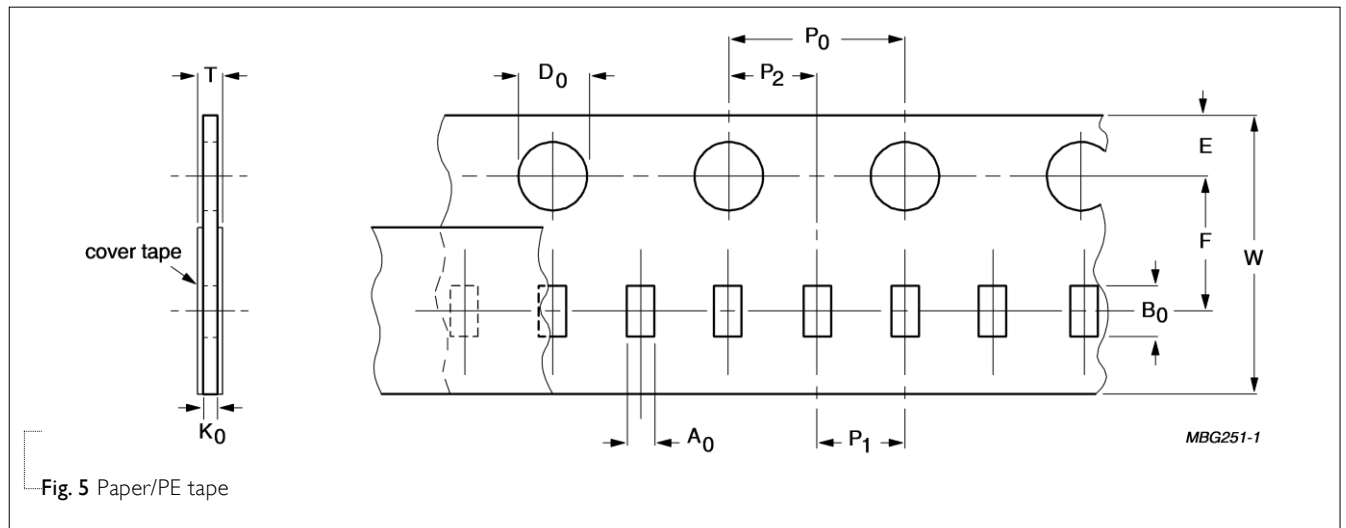 P0
T
D0
P2
E
F
W
cover tape
B0
K0
A0
P1
MBG251-1
Fig. 5 Paper/PE tape